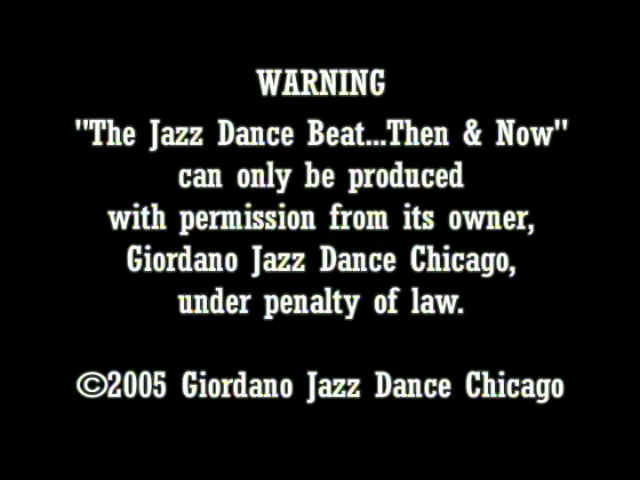 WARNING
"The Jazz Dance Beat...Then & Now"
can only be produced
with permission from its owner,
Giordano Jazz Dance Chicago,
under penalty of law.
©2005 Giordano Jazz Dance Chicago